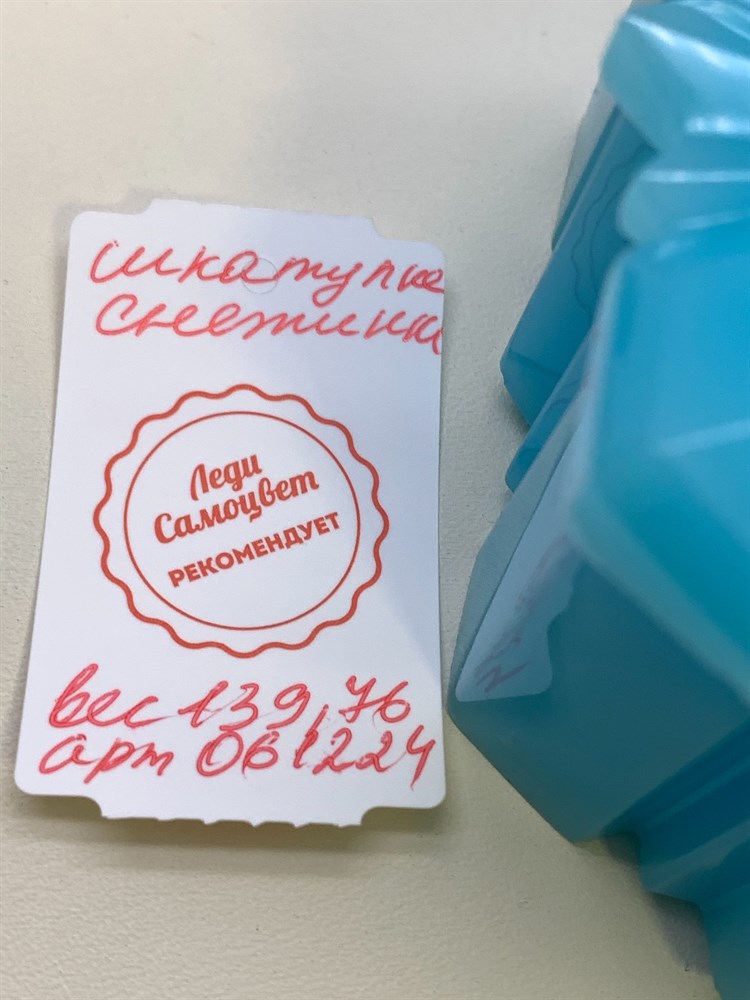 шкатулка
снежинка
Леди
Самоцвет
РЕКОМЕНДУЕТ
вес 139,76
арт 061224